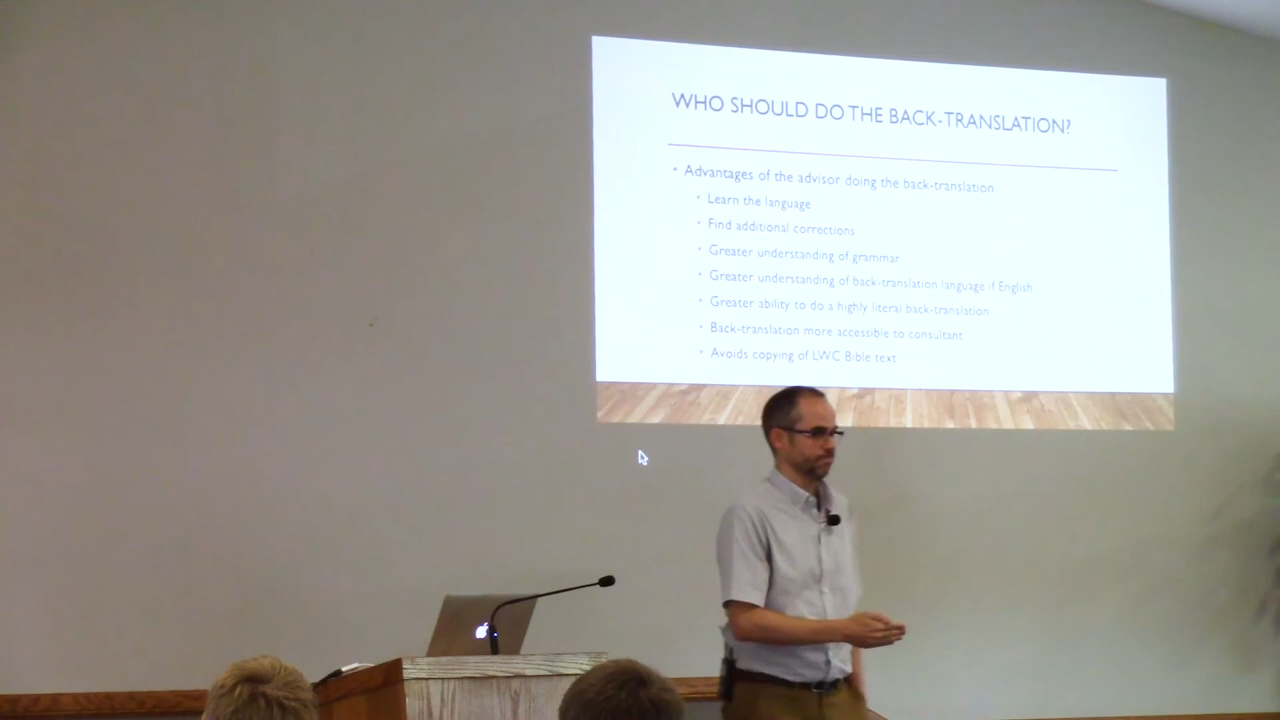 WHO SHOULD DO THE BACK-TRANSLATION?
• Advantages of the advisor doing the back-translation
• Learn the language
• Find additional corrections
• Greater understanding of grammar
• Greater understanding of back-translation language if English
• Greater ability to do a highly literal back-translation
• Back-translation more accessible to consultant
• Avoids copying of LWC Bible text